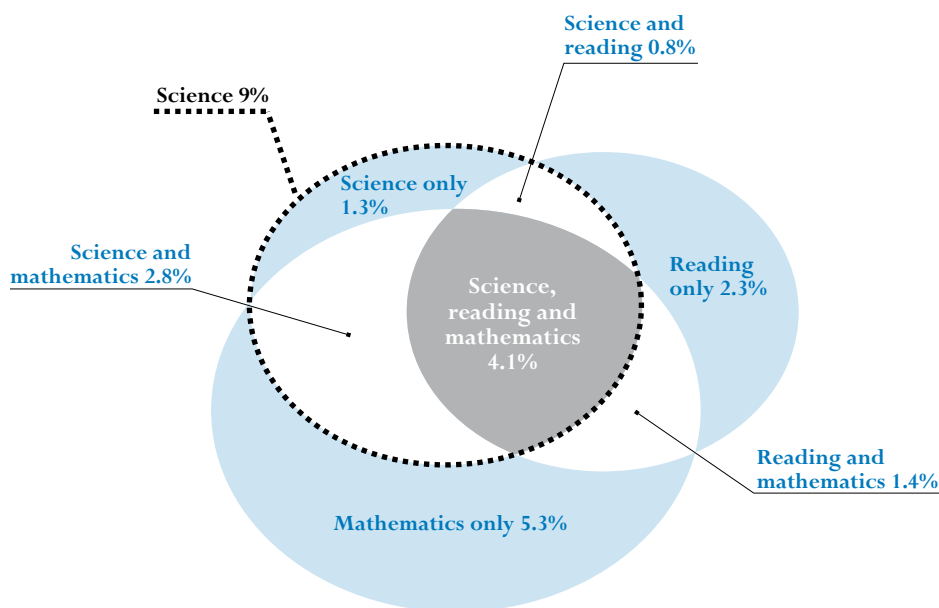 Science and
reading 0.8%
Science 9%
Science only
1.3%
Science and
mathematics 2.8%
Reading
only 2.3%
Science,
reading and
mathematics
4.1%
Reading and
mathematics 1.4%
Mathematics only 5.3%